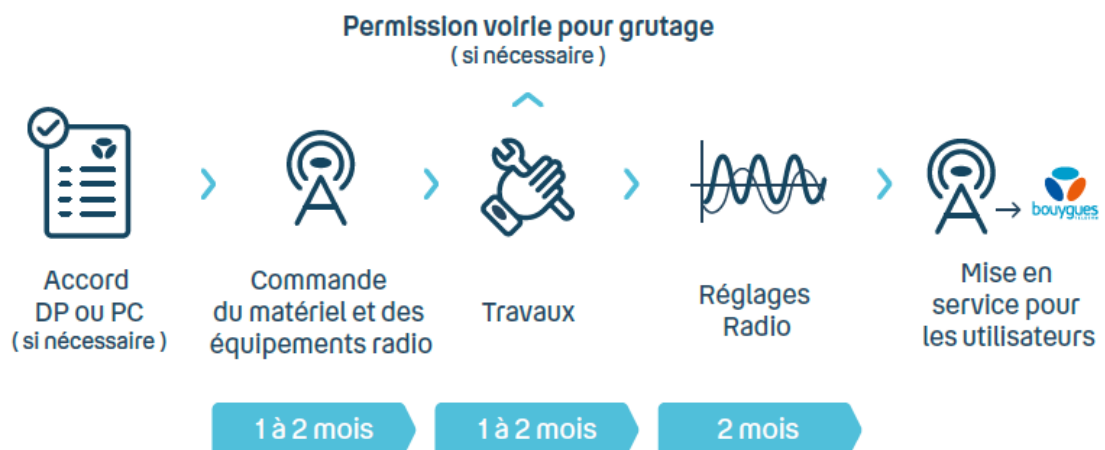 Permission voirie pour grutage
( si nécessaire )
Accord
DP ou PC
( si nécessaire )
Commande
du matériel et des
équipements radio
Travaux
Réglages
Radio
bouygues
TELECOM
Mise en
service pour
les utilisateurs
1 à 2 mois
1 à 2 mois
2 mois